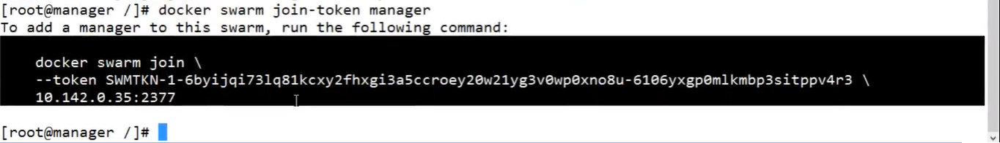 [root@manager /]# docker swarm join-token manager
To add a manager to this swarm, run the following command:
docker swarm join \
--token SWMTKN-1-6byijqi73lq81kcxy2fhxgi3a5ccroey20w21yg3v0wp0xno8u-6106yxgp0mlkmbp3sitppv4r3 \
10.142.0.35:2377
[root@manager /]#